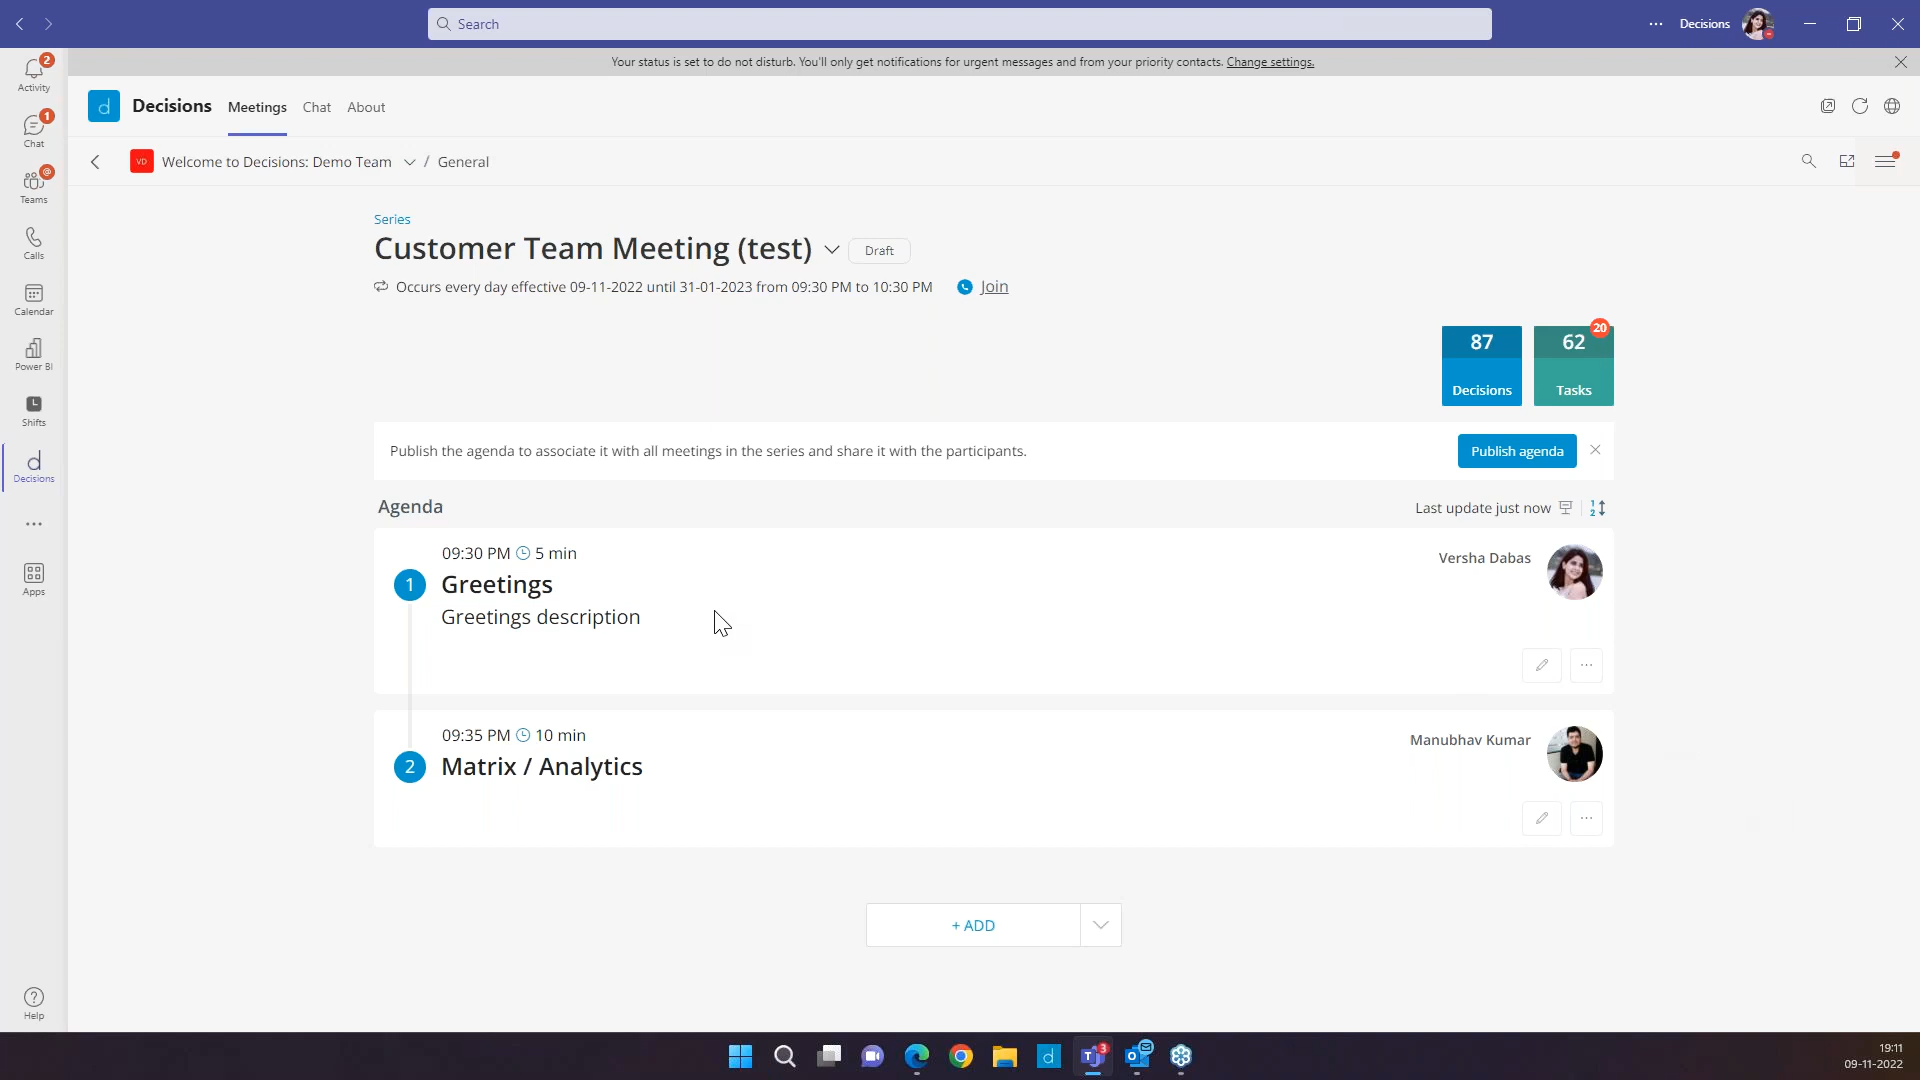 Search
Decisions
Your status is set to do not disturb. You'll only get notifications for urgent messages and from your priority contacts. Change settings.
2
Activity
1
Chat
@
Teams
Calls
Calendar
Power BI
Shifts
d
Decisions
Apps
Help
d Decisions Meetings Chat About
VD Welcome to Decisions: Demo Team / General
Series
Customer Team Meeting (test) Draft
Occurs every day effective 09-11-2022 until 31-01-2023 from 09:30 PM to 10:30 PM Join
87
Decisions
20
62
Tasks
Publish the agenda to associate it with all meetings in the series and share it with the participants. Publish agenda
Agenda
Last update just now
09:30 PM 5 min
Versha Dabas
1 Greetings
Greetings description
09:35 PM 10 min
Manubhav Kumar
2 Matrix / Analytics
+ ADD
d
T 3
o
19:11
09-11-2022